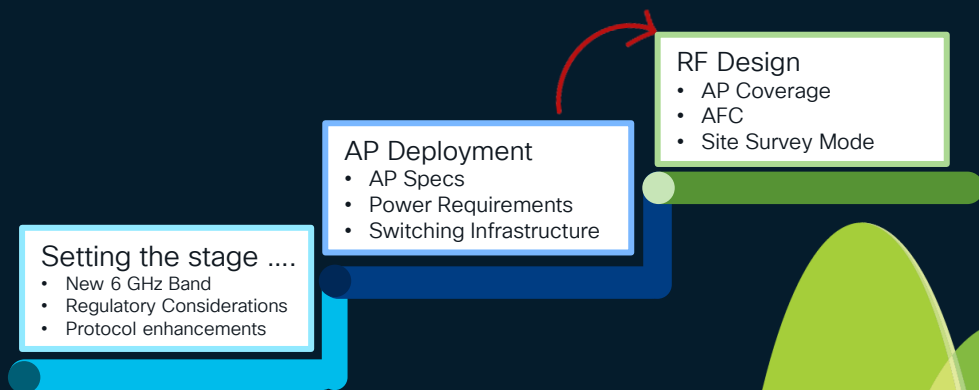 Setting the stage ....
• New 6 GHz Band
• Regulatory Considerations
• Protocol enhancements
AP Deployment
• AP Specs
• Power Requirements
• Switching Infrastructure
RF Design
• AP Coverage
• AFC
• Site Survey Mode